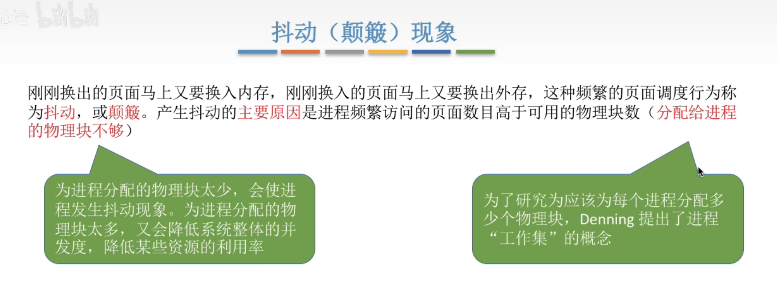 抖动（颠簸）现象
刚刚换出的页面马上又要换入内存，刚刚换入的页面马上又要换出外存，这种频繁的页面调度行为称
为抖动，或颠簸。产生抖动的主要原因是进程频繁访问的页面数目高于可用的物理块数（分配给进程
的物理块不够）
为进程分配的物理块太少，会使进
程发生抖动现象。为进程分配的物
理块太多，又会降低系统整体的并
发度，降低某些资源的利用率
为了研究为应该为每个进程分配多
少个物理块，Denning 提出了进程
“工作集”的概念